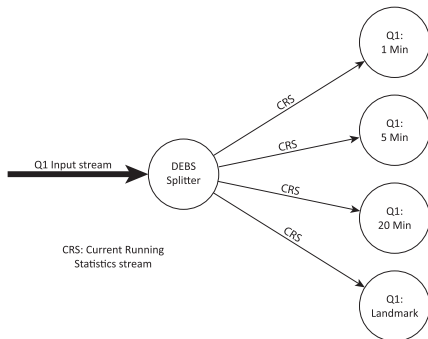 Q1:
1 Min
CRS
Q1 Input stream
DEBS
Splitter
CRS
Q1:
5 Min
CRS
Q1:
20 Min
CRS: Current Running
Statistics stream
CRS
Q1:
Landmark